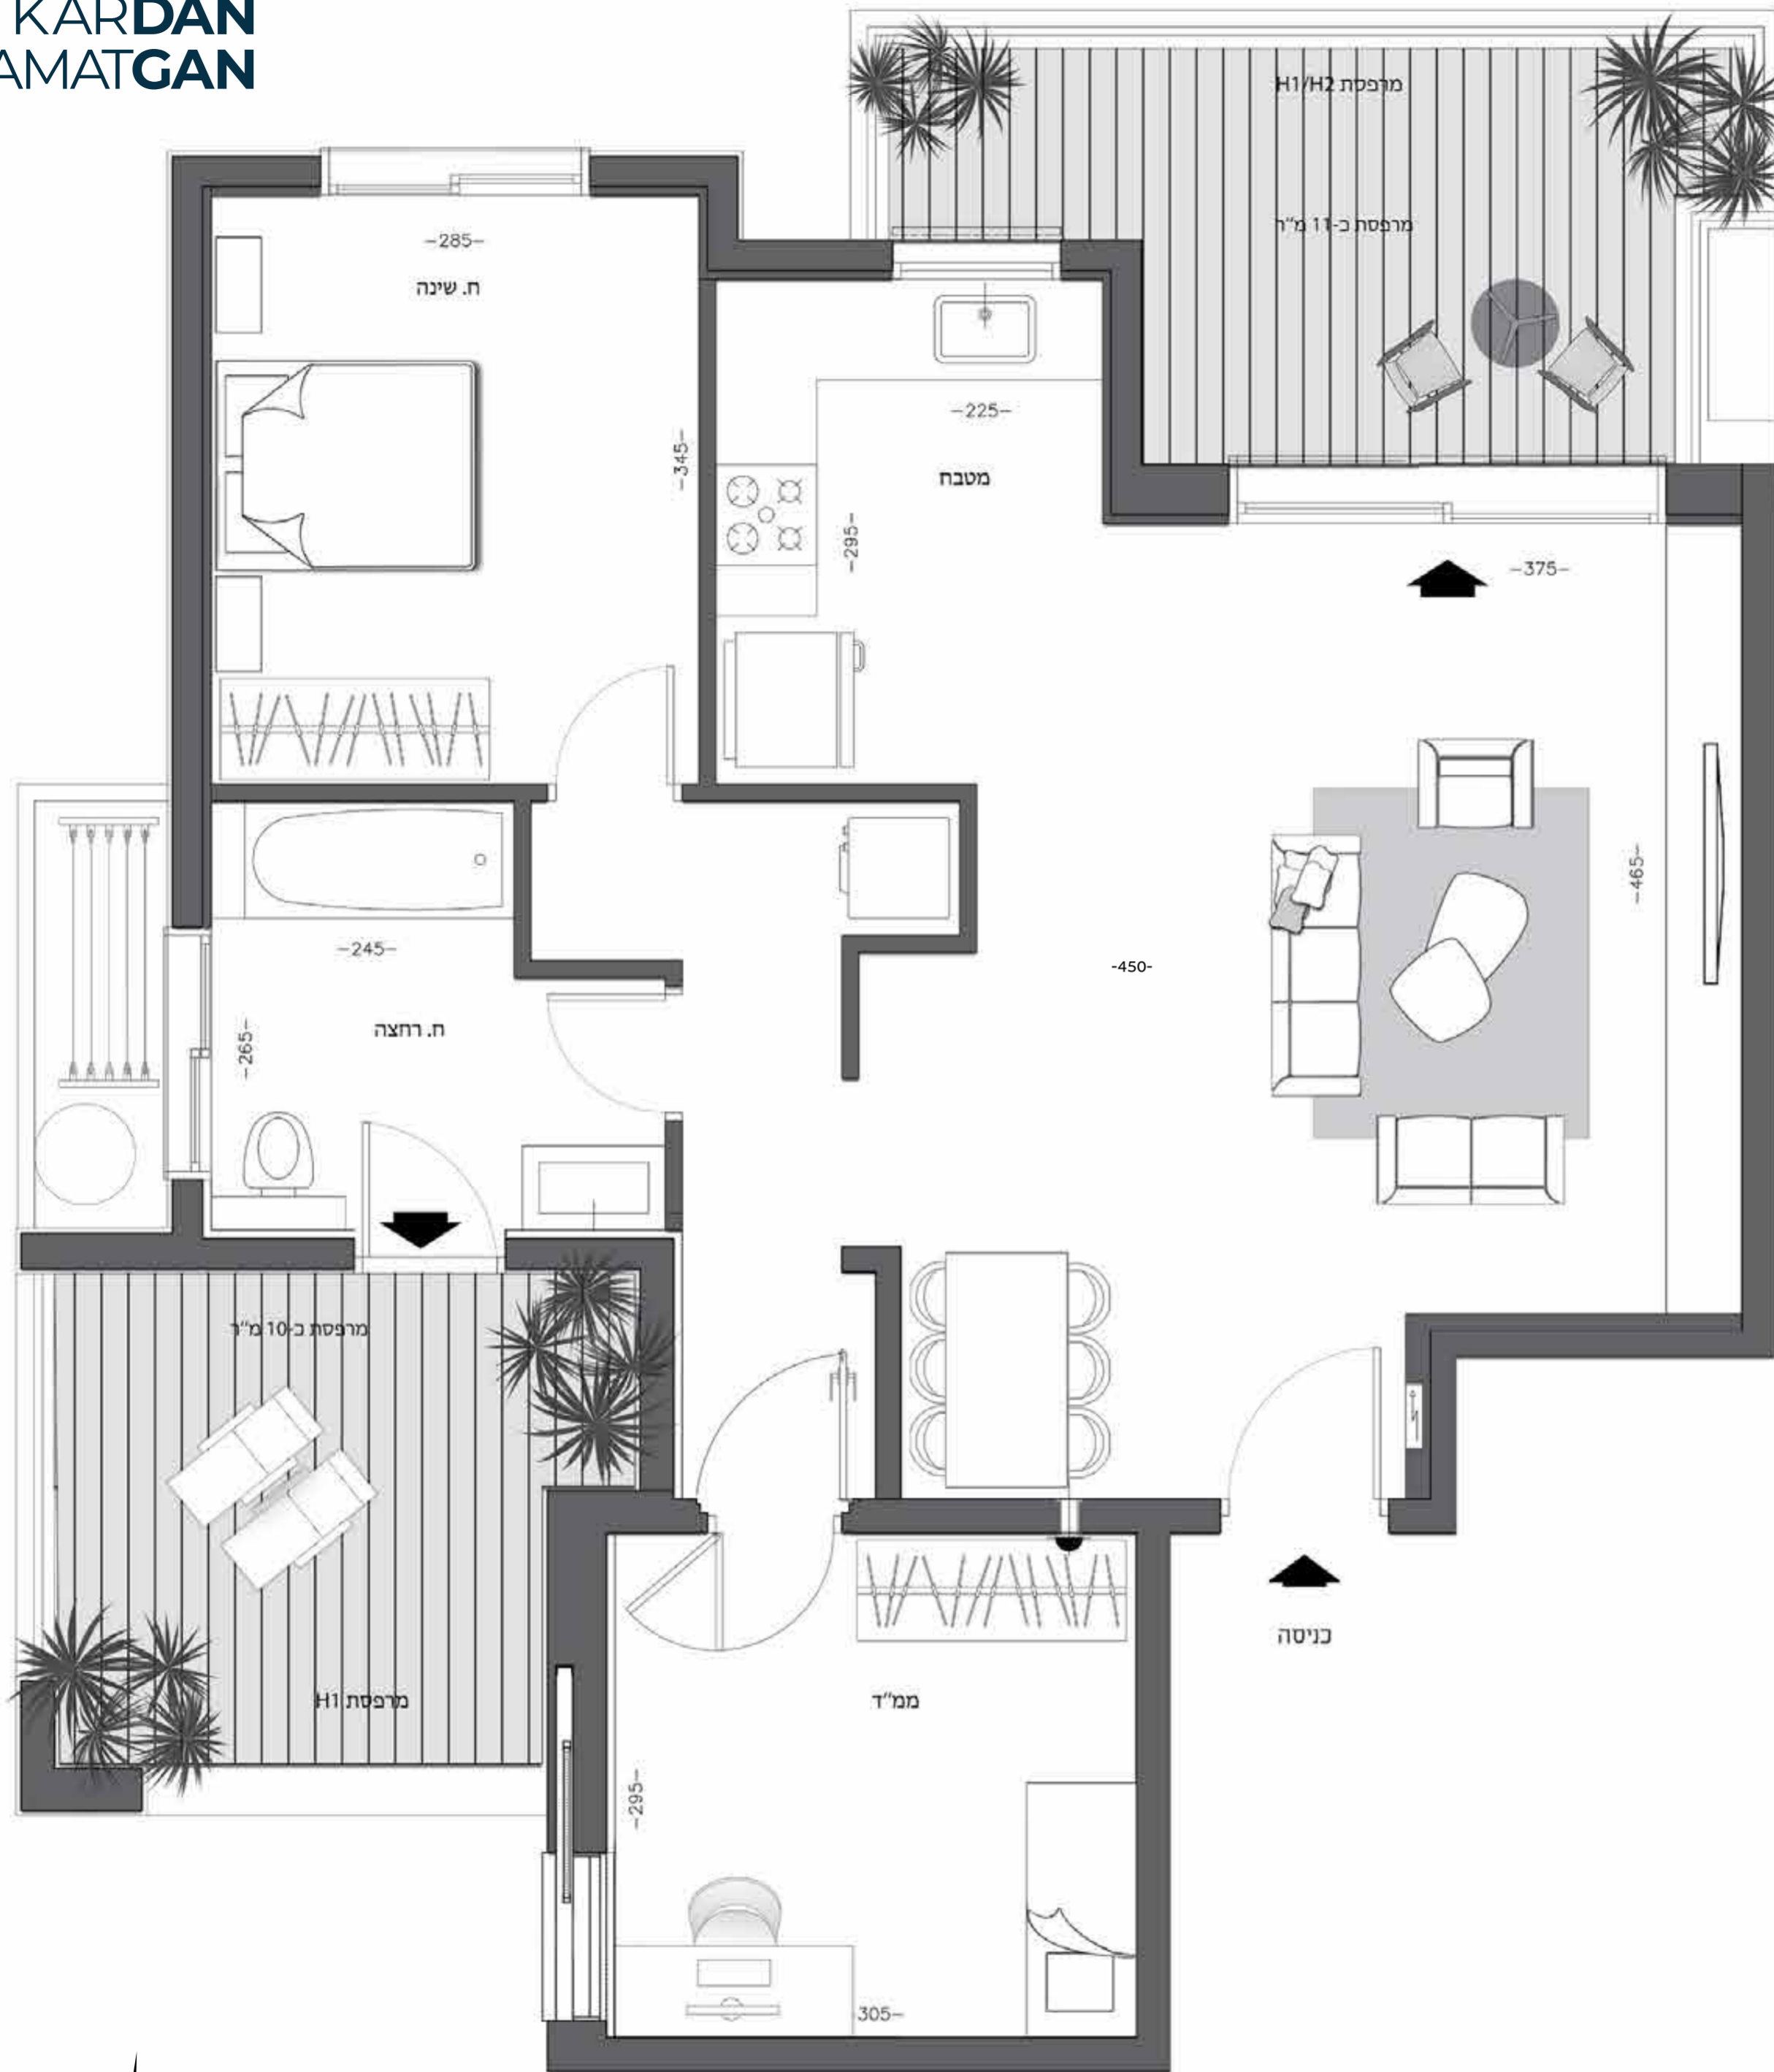 KARDAN
AMATGAN
מרפסת H1/H2
מרפסת כ-11 מ"ר
-285-
ח. שינה
-345-
-225-
מטבח
-295-
-375-
-465-
-450-
-245-
ח. רחצה
-265-
מרפסת כ-10 מ"ר
מרפסת H1
כניסה
ממ"ד
-295-
305-